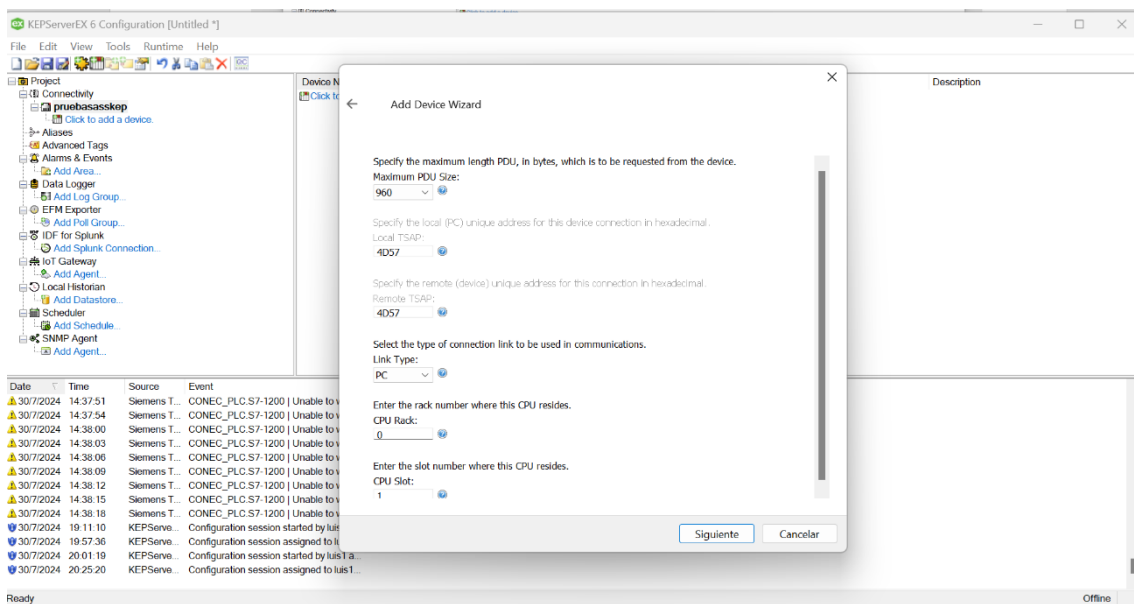 KEPServerEX 6 Configuration [Untitled *]
File Edit View Tools Runtime Help
Project
Connectivity
pruebasasskep
Click to add a device.
Aliases
Advanced Tags
Alarms & Events
Add Area...
Data Logger
Add Log Group...
EFM Exporter
Add Poll Group...
IDF for Splunk
Add Splunk Connection...
IoT Gateway
Add Agent...
Local Historian
Add Datastore...
Scheduler
Add Schedule...
SNMP Agent
Add Agent...
Device N
Description
Click to
Add Device Wizard
Specify the maximum length PDU, in bytes, which is to be requested from the device.
Maximum PDU Size:
960
Specify the local (PC) unique address for this device connection in hexadecimal.
Local TSAP:
4D57
Specify the remote (device) unique address for this connection in hexadecimal.
Remote TSAP:
4D57
Select the type of connection link to be used in communications.
Link Type:
PC
Enter the rack number where this CPU resides.
CPU Rack:
0
Enter the slot number where this CPU resides.
CPU Slot:
1
Siguiente Cancelar
Date Time Source Event
30/7/2024 14:37:51 Siemens T... CONEC_PLC.S7-1200 | Unable to
30/7/2024 14:37:54 Siemens T... CONEC_PLC.S7-1200 | Unable to
30/7/2024 14:38:00 Siemens T... CONEC_PLC.S7-1200 | Unable to
30/7/2024 14:38:03 Siemens T... CONEC_PLC.S7-1200 | Unable to
30/7/2024 14:38:06 Siemens T... CONEC_PLC.S7-1200 | Unable to
30/7/2024 14:38:09 Siemens T... CONEC_PLC.S7-1200 | Unable to
30/7/2024 14:38:12 Siemens T... CONEC_PLC.S7-1200 | Unable to
30/7/2024 14:38:15 Siemens T... CONEC_PLC.S7-1200 | Unable to
30/7/2024 14:38:18 Siemens T... CONEC_PLC.S7-1200 | Unable to
30/7/2024 19:11:10 KEPServe... Configuration session started by luis
30/7/2024 19:57:36 KEPServe... Configuration session assigned to
30/7/2024 20:01:19 KEPServe... Configuration session started by luis1 a...
30/7/2024 20:25:20 KEPServe... Configuration session assigned to luis1...
Ready
Offline